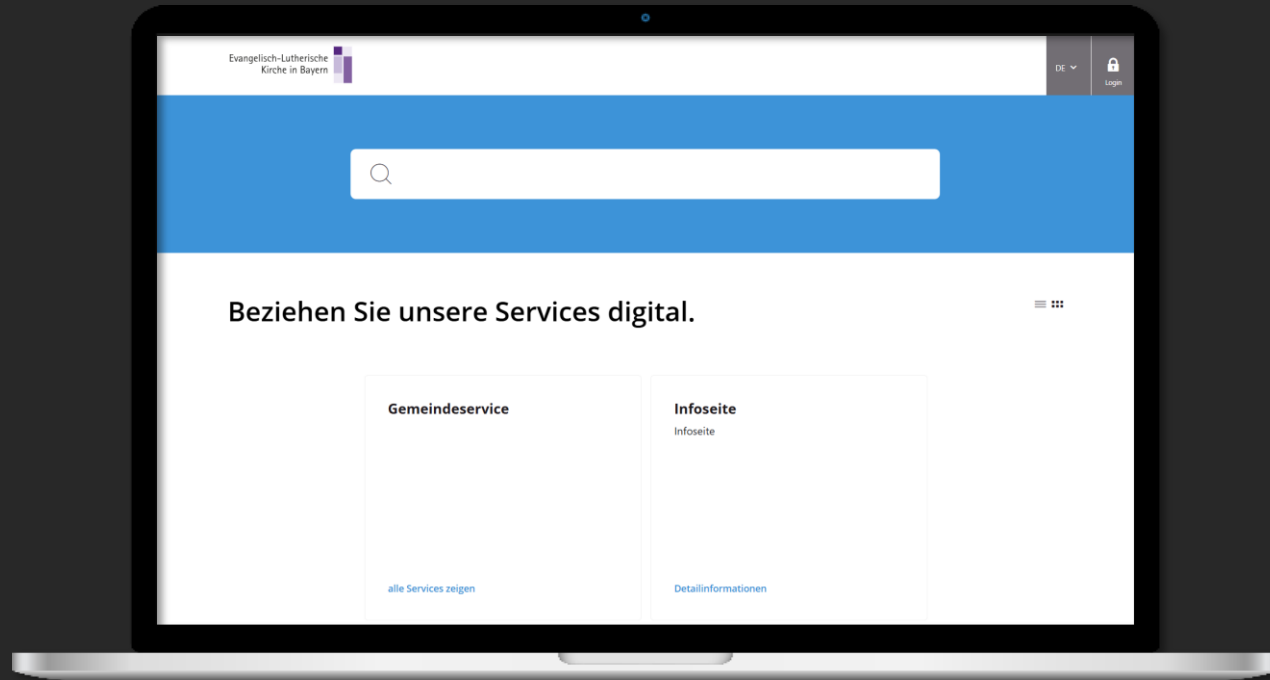 Evangelisch-Lutherische
Kirche in Bayern
DE
Login
Beziehen Sie unsere Services digital.
Gemeindeservice
Infoseite
Infoseite
alle Services zeigen
Detailinformationen